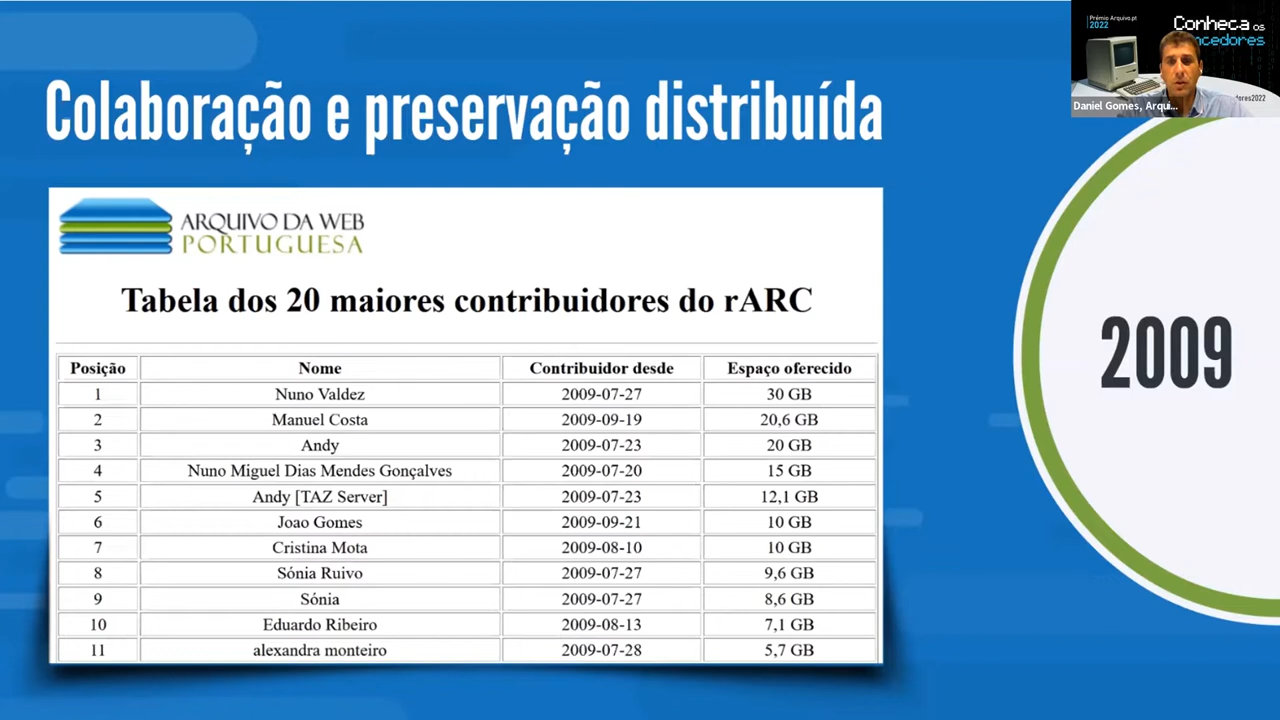 Colaboração e preservação distribuída
Prémio Arquivo.pt
2022
Conheca os
ncedores
edores2022
Daniel Gomes, Arqui...
ARQUIVO DA WEB
PORTUGUESA
Tabela dos 20 maiores contribuidores do rARC
Posição Nome Contribuidor desde Espaço oferecido
1 Nuno Valdez 2009-07-27 30 GB
2 Manuel Costa 2009-09-19 20,6 GB
3 Andy 2009-07-23 20 GB
4 Nuno Miguel Dias Mendes Gonçalves 2009-07-20 15 GB
5 Andy [TAZ Server] 2009-07-23 12,1 GB
6 Joao Gomes 2009-09-21 10 GB
7 Cristina Mota 2009-08-10 10 GB
8 Sónia Ruivo 2009-07-27 9,6 GB
9 Sónia 2009-07-27 8,6 GB
10 Eduardo Ribeiro 2009-08-13 7,1 GB
11 alexandra monteiro 2009-07-28 5,7 GB
2009